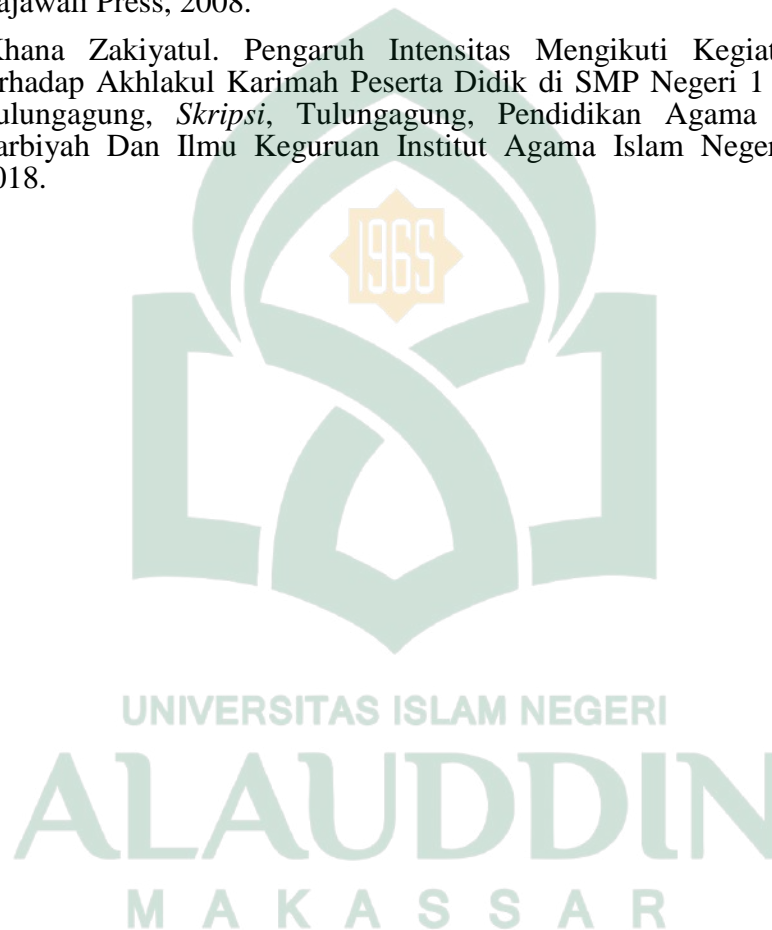 ajawali Press, 2008.
Khana Zakiyatul. Pengaruh Intensitas Mengikuti Kegiat
rhadap Akhlakul Karimah Peserta Didik di SMP Negeri 1
ulungagung, Skripsi, Tulungagung, Pendidikan Agama
arbiyah Dan Ilmu Keguruan Institut Agama Islam Neger
018.
1965
UNIVERSITAS ISLAM NEGERI
ALAUDDIN
MAKASSAR